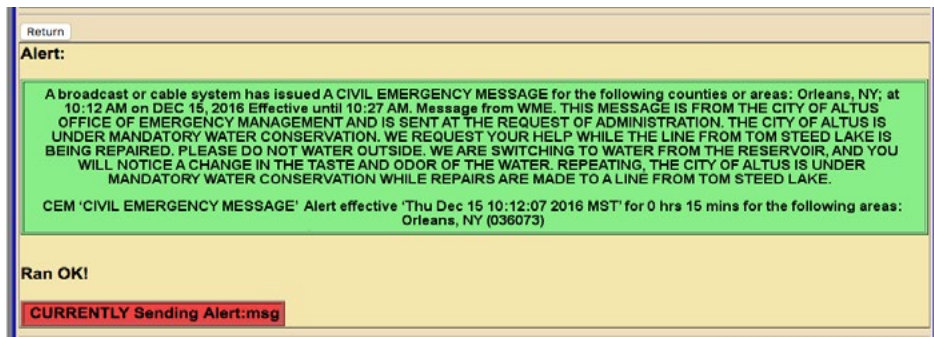 Return
Alert:
A broadcast or cable system has issued A CIVIL EMERGENCY MESSAGE for the following counties or areas: Orleans, NY; at
10:12 AM on DEC 15, 2016 Effective until 10:27 AM. Message from WME. THIS MESSAGE IS FROM THE CITY OF ALTUS
OFFICE OF EMERGENCY MANAGEMENT AND IS SENT AT THE REQUEST OF ADMINISTRATION. THE CITY OF ALTUS IS
UNDER MANDATORY WATER CONSERVATION. WE REQUEST YOUR HELP WHILE THE LINE FROM TOM STEED LAKE IS
BEING REPAIRED. PLEASE DO NOT WATER OUTSIDE. WE ARE SWITCHING TO WATER FROM THE RESERVOIR, AND YOU
WILL NOTICE A CHANGE IN THE TASTE AND ODOR OF THE WATER. REPEATING, THE CITY OF ALTUS IS UNDER
MANDATORY WATER CONSERVATION WHILE REPAIRS ARE MADE TO A LINE FROM TOM STEED LAKE.
CEM ‘CIVIL EMERGENCY MESSAGE’ Alert effective ‘Thu Dec 15 10:12:07 2016 MST’ for 0 hrs 15 mins for the following areas:
Orleans, NY (036073)
Ran OK!
CURRENTLY Sending Alert:msg